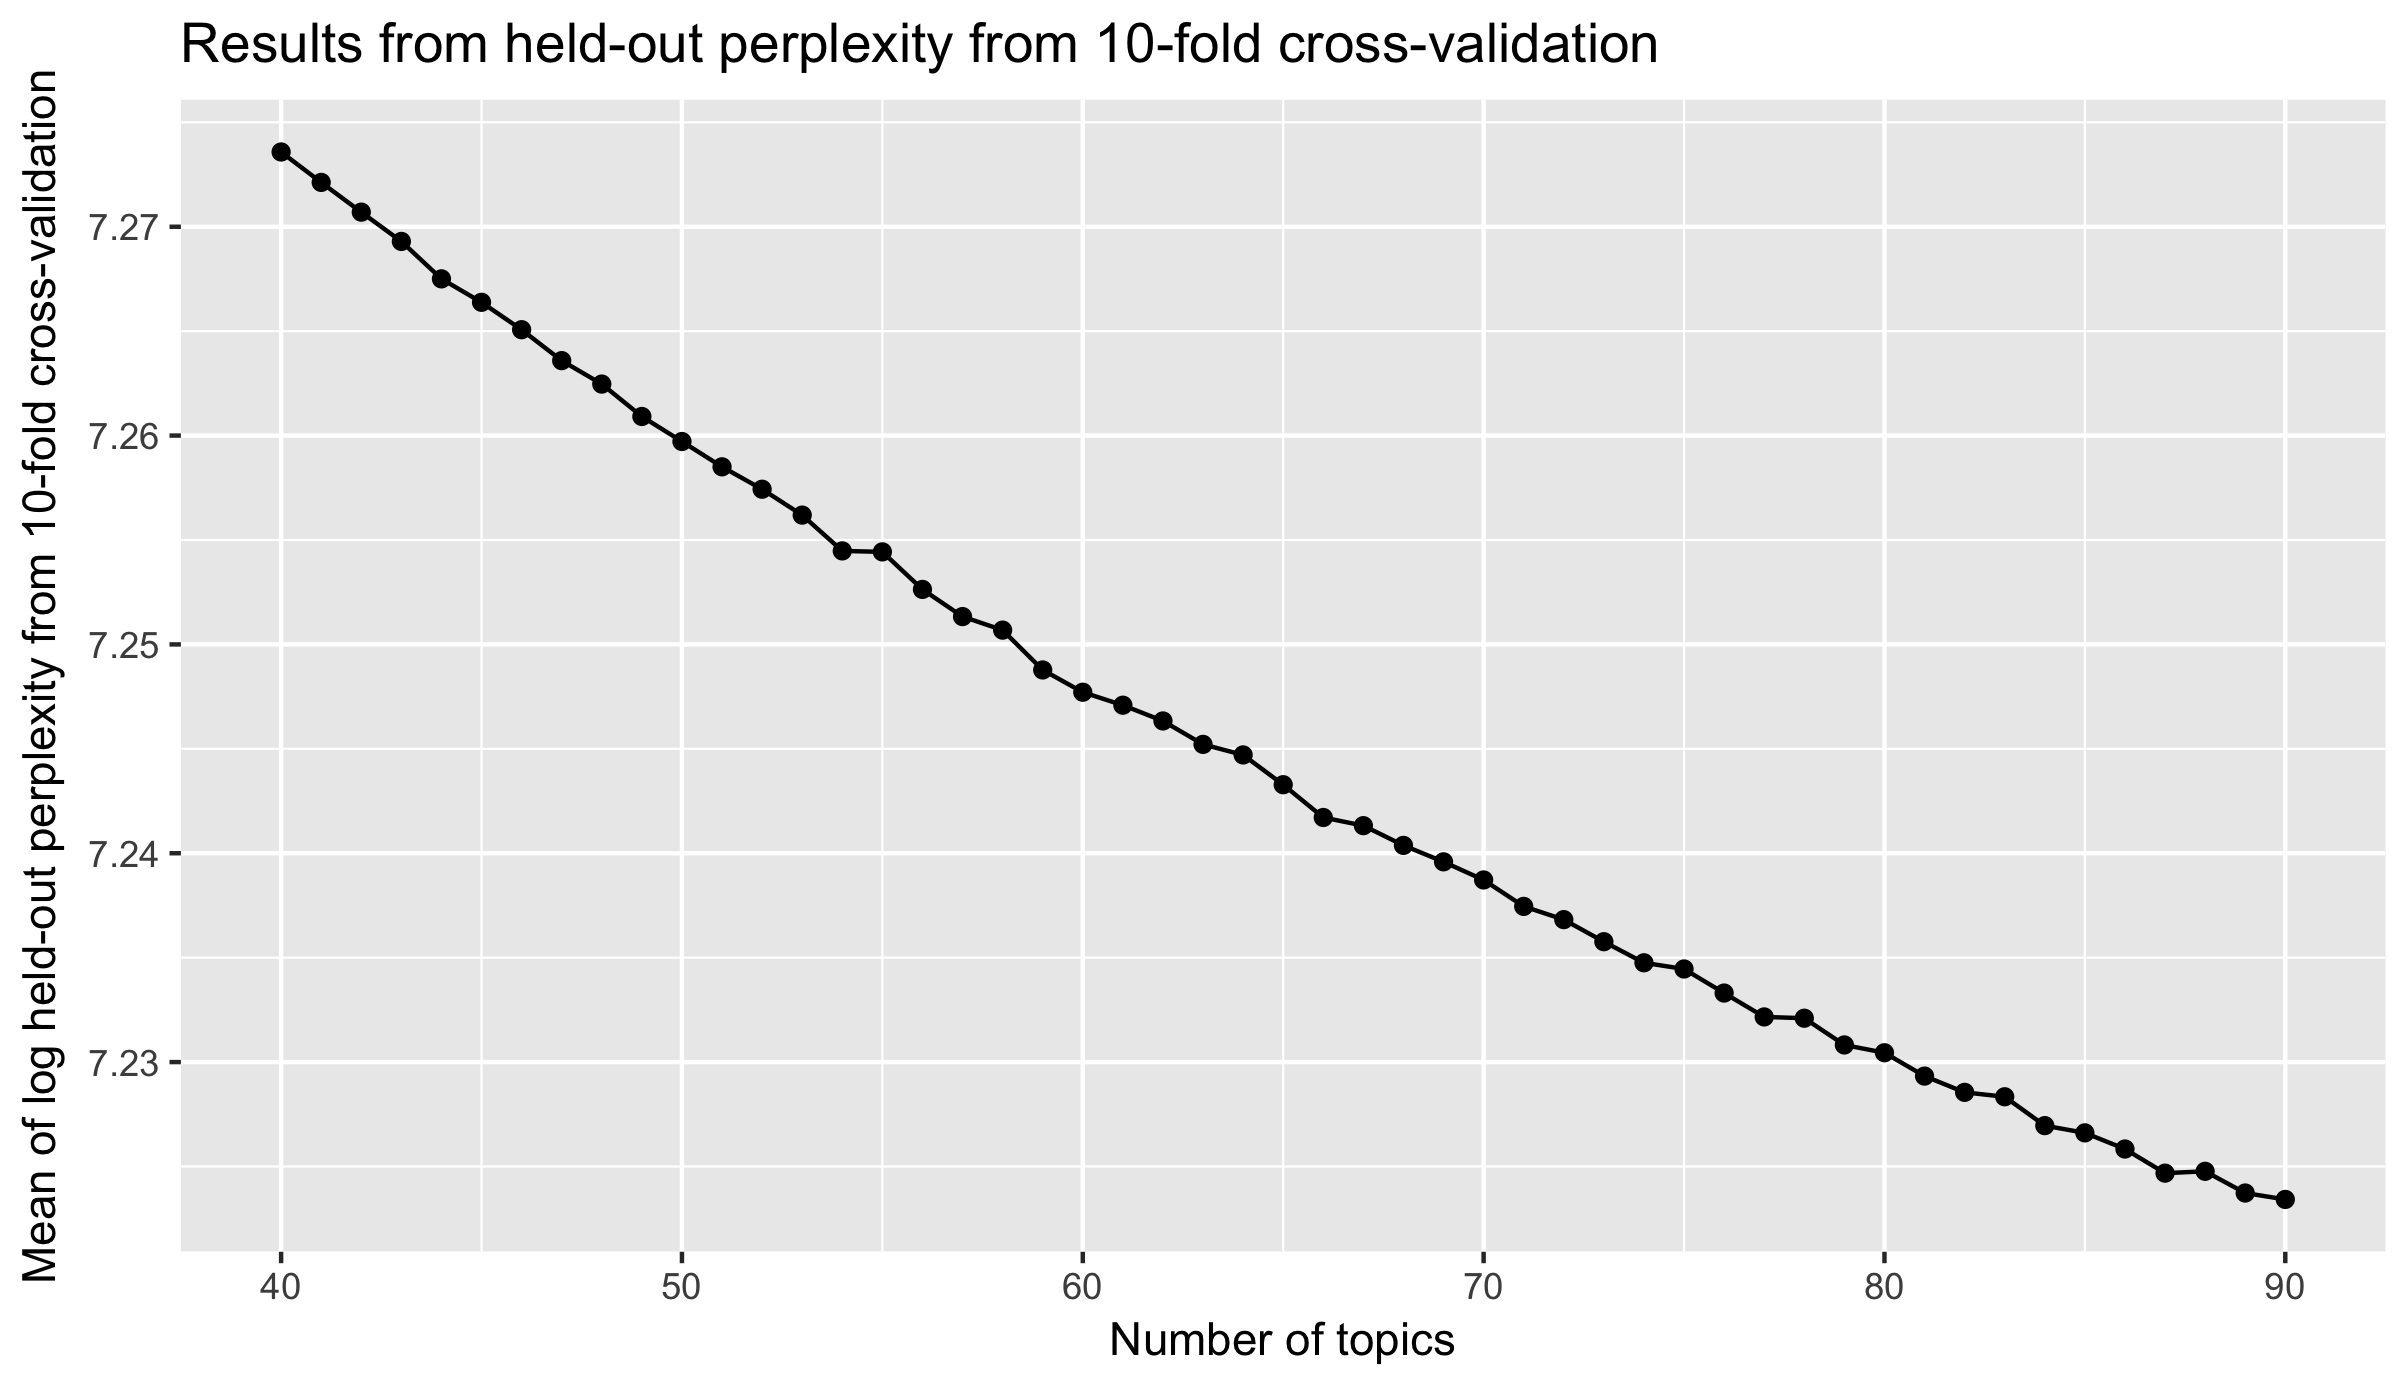 Results from held-out perplexity from 10-fold cross-validation
Mean of log held-out perplexity from 10-fold cross-validation
7.27
7.26
7.25
7.24
7.23
40 50 60 70 80 90
Number of topics